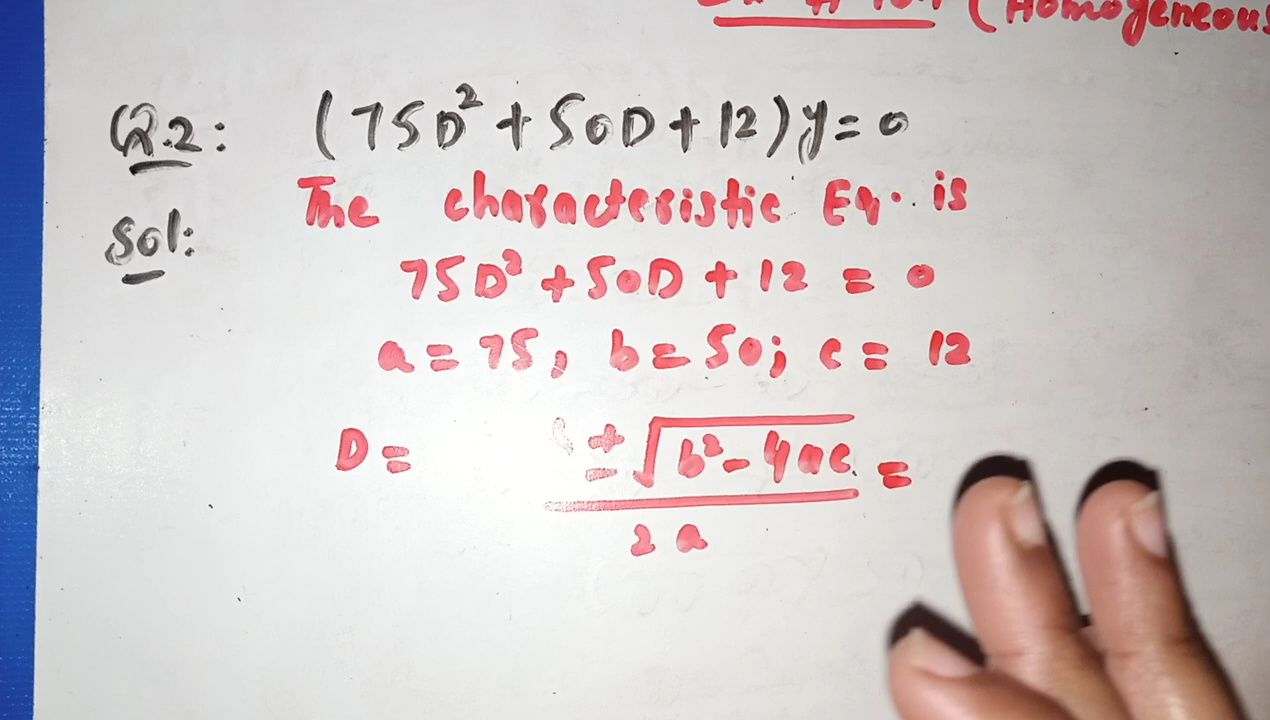 (Homogeneous
Q.2: (75D² + 50D + 12)y = 0
Sol: The characteristic Eq. is
75D² + 50D + 12 = 0
a = 75, b = 50; c = 12
D = ± √b² - 4ac =
2a